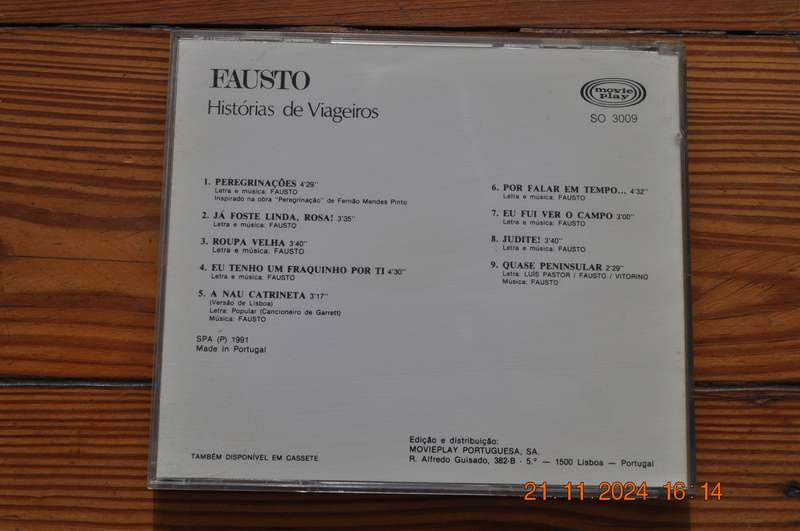 FAUSTO
Histórias de Viageiros
movie
play
SO 3009
1. PEREGRINAÇÕES 4'29"
Letra e música: FAUSTO
Inspirado na obra "Peregrinação" de Fernão Mendes Pinto
2. JÁ FOSTE LINDA, ROSA! 3'35"
Letra e música: FAUSTO
3. ROUPA VELHA 3'40"
Letra e música: FAUSTO
4. EU TENHO UM FRAQUINHO POR TI 4'30"
Letra e música: FAUSTO
5. A NAU CATRINETA 3'17"
(Versão de Lisboa)
Letra: Popular (Cancioneiro de Garrett)
Música: FAUSTO
6. POR FALAR EM TEMPO... 4'32"
Letra e música: FAUSTO
7. EU FUI VER O CAMPO 3'00"
Letra e música: FAUSTO
8. JUDITE! 3'40"
Letra e música: FAUSTO
9. QUASE PENINSULAR 2'29"
Letra: LUÍS PASTOR / FAUSTO / VITORINO
Música: FAUSTO
SPA (P) 1991
Made in Portugal
TAMBÉM DISPONÍVEL EM CASSETE.
Edição e distribuição:
MOVIEPLAY PORTUGUESA, SA.
R. Alfredo Guisado, 382-B - 5.º — 1500 Lisboa — Portugal
21.11.2024 16:14